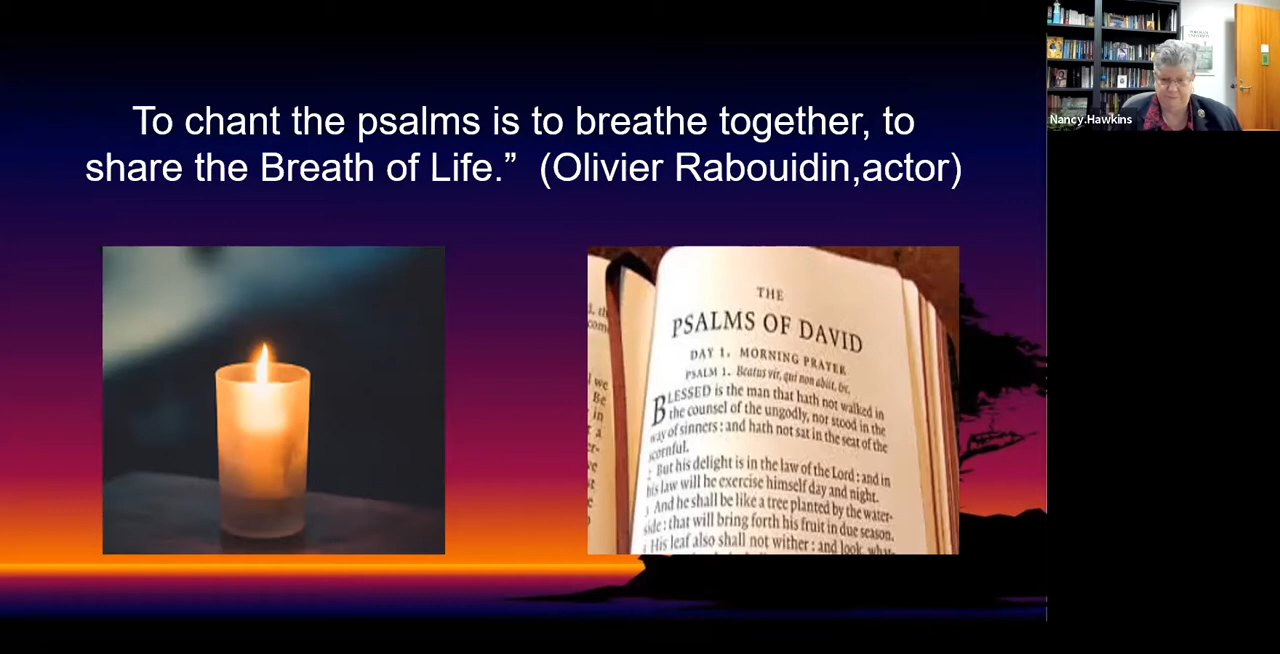 To chant the psalms is to breathe together, to
share the Breath of Life.” (Olivier Rabouidin,actor)
THE
PSALMS OF DAVID
DAY 1. MORNING PRAYER
PSALM 1. Beatus vir, qui non abiit, &c.
BLESSED is the man that hath not walked in
the counsel of the ungodly, nor stood in the
way of sinners : and hath not sat in the seat of the
scornful.
2 But his delight is in the law of the Lord : and in
his law will he exercise himself day and night.
3 And he shall be like a tree planted by the water-
side : that will bring forth his fruit in due season.
His leaf also shall not wither : and look, what-
we
Be
in
a
Nancy.Hawkins